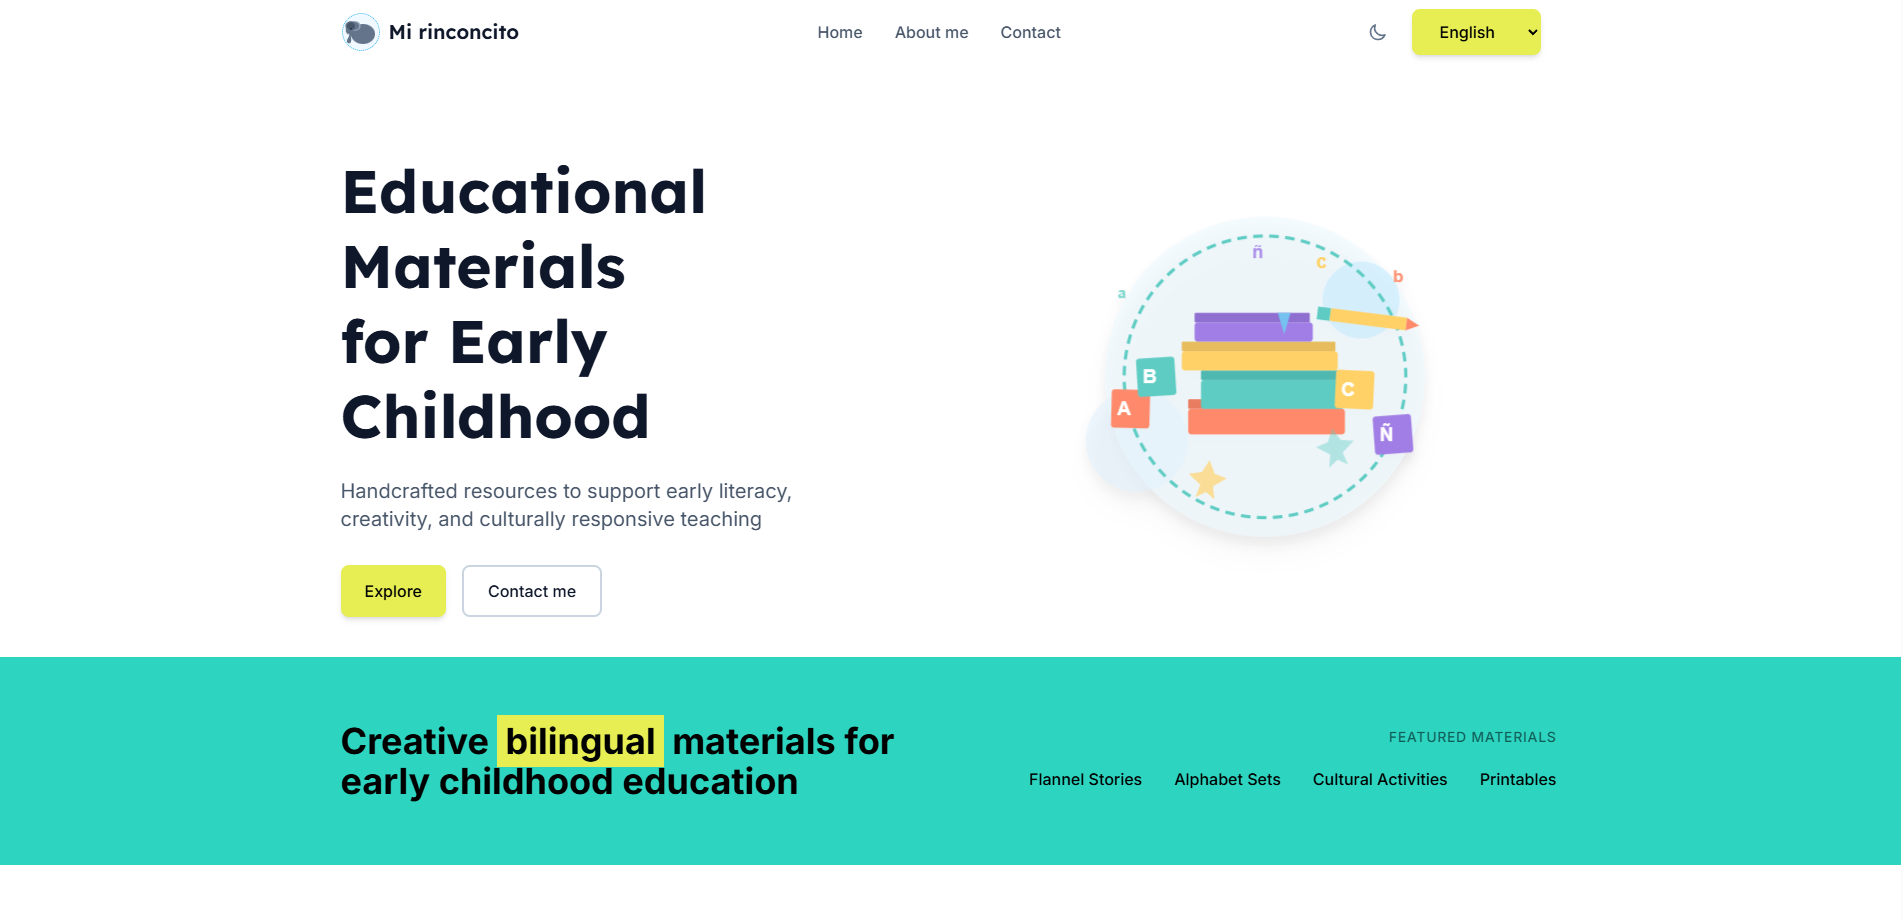 Mi rinconcito
Home
About me
Contact
English
Educational
Materials
for Early
Childhood
Handcrafted resources to support early literacy,
creativity, and culturally responsive teaching
Explore
Contact me
ñ
c
b
a
B
A
C
Ñ
Creative bilingual materials for
early childhood education
FEATURED MATERIALS
Flannel Stories
Alphabet Sets
Cultural Activities
Printables